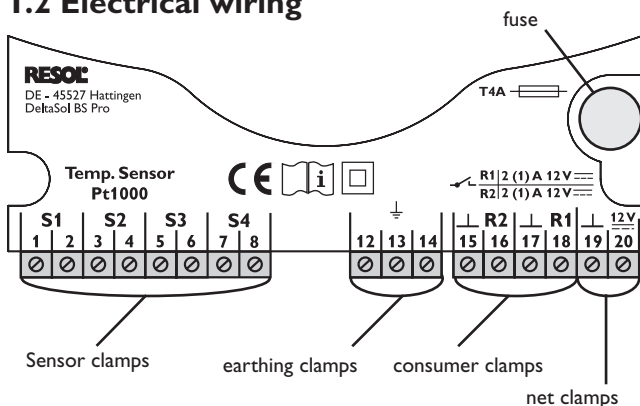 1.2 Electrical wiring
fuse
RESOL®
DE - 45527 Hattingen
DeltaSol BS Pro
T4A
Temp. Sensor
Pt1000
CE i
R1 2 (1) A 12 V
R2 2 (1) A 12 V
S1 S2 S3 S4
R2 R1 12 V
1 2 3 4 5 6 7 8 12 13 14 15 16 17 18 19 20
Sensor clamps
earthing clamps
consumer clamps
net clamps